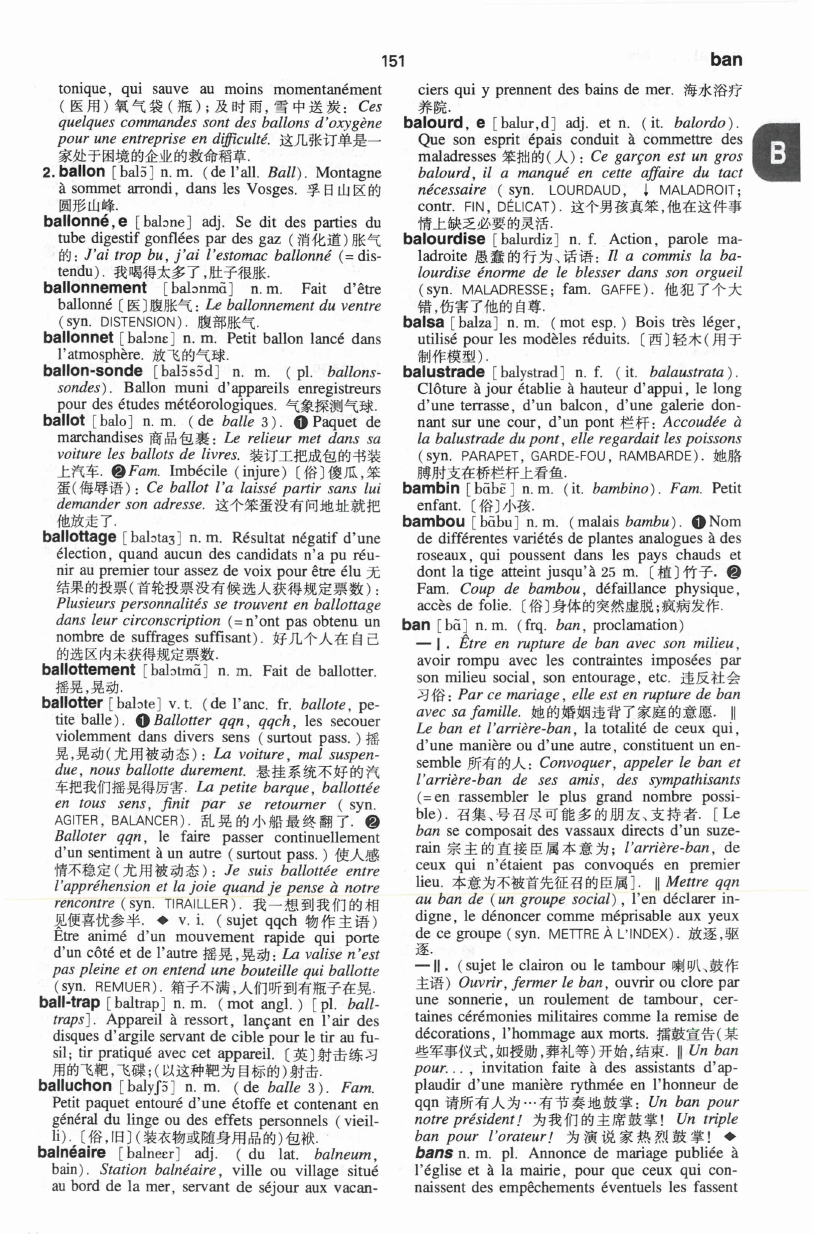 151
ban
tonique, qui sauve au moins momentanément
(医用)氧气袋(瓶);及时雨,雪中送炭: Ces
quelques commandes sont des ballons d'oxygène
pour une entreprise en difficulté. 这几张订单是一
家处于困境的企业的救命稻草.
2. ballon [balɔ̃] n. m. (de l'all. Ball). Montagne
à sommet arrondi, dans les Vosges. 孚日山区的
圆形山峰.
ballonné, e [balɔne] adj. Se dit des parties du
tube digestif gonflées par des gaz (消化道)胀气
的: J'ai trop bu, j'ai l'estomac ballonné (= dis-
tendu). 我喝得太多了,肚子很胀.
ballonnement [balɔnmɑ̃] n. m. Fait d'être
ballonné [医]腹胀气: Le ballonnement du ventre
(syn. DISTENSION). 腹部胀气.
ballonnet [balɔnɛ] n. m. Petit ballon lancé dans
l'atmosphère. 放飞的气球.
ballon-sonde [balɔ̃sɔ̃d] n. m. (pl. ballons-
sondes). Ballon muni d'appareils enregistreurs
pour des études météorologiques. 气象探测气球.
ballot [balo] n. m. (de balle 3). ❶ Paquet de
marchandises 商品包裹: Le relieur met dans sa
voiture les ballots de livres. 装订工把成包的书装
上汽车. ❷ Fam. Imbécile (injure) [俗]傻瓜,笨
蛋(侮辱语): Ce ballot l'a laissé partir sans lui
demander son adresse. 这个笨蛋没有问地址就把
他放走了.
ballottage [balɔtaʒ] n. m. Résultat négatif d'une
élection, quand aucun des candidats n'a pu réu-
nir au premier tour assez de voix pour être élu 无
结果的投票(首轮投票没有候选人获得规定票数):
Plusieurs personnalités se trouvent en ballottage
dans leur circonscription (= n'ont pas obtenu un
nombre de suffrages suffisant). 好几个人在自己
的选区内未获得规定票数.
ballottement [balɔtmɑ̃] n. m. Fait de ballotter.
摇晃,晃动.
ballotter [balɔte] v. t. (de l'anc. fr. ballote, pe-
tite balle). ❶ Ballotter qqn, qqch, les secouer
violemment dans divers sens (surtout pass.) 摇
晃,晃动(尤用被动态): La voiture, mal suspen-
due, nous ballotte durement. 悬挂系统不好的汽
车把我们摇晃得厉害. La petite barque, ballottée
en tous sens, finit par se retourner (syn.
AGITER, BALANCER). 乱晃的小船最终翻了. ❷
Balloter qqn, le faire passer continuellement
d'un sentiment à un autre (surtout pass.) 使人感
情不稳定(尤用被动态): Je suis ballottée entre
l'appréhension et la joie quand je pense à notre
rencontre (syn. TIRAILLER). 我一想到我们的相
见便喜忧参半. ◆ v. i. (sujet qqch 物作主语)
Être animé d'un mouvement rapide qui porte
d'un côté et de l'autre 摇晃,晃动: La valise n'est
pas pleine et on entend une bouteille qui ballotte
(syn. REMUER). 箱子不满,人们听到有瓶子在晃.
ball-trap [baltrap] n. m. (mot angl.) [pl. ball-
traps]. Appareil à ressort, lançant en l'air des
disques d'argile servant de cible pour le tir au fu-
sil; tir pratiqué avec cet appareil. [英]射击练习
用的飞靶,飞碟;(以这种靶为目标的)射击.
balluchon [balyʃɔ̃] n. m. (de balle 3). Fam.
Petit paquet entouré d'une étoffe et contenant en
général du linge ou des effets personnels (vieil-
li). [俗,旧](装衣物或随身用品的)包袱.
balnéaire [balneɛr] adj. (du lat. balneum,
bain). Station balnéaire, ville ou village situé
au bord de la mer, servant de séjour aux vacan-
ciers qui y prennent des bains de mer. 海水浴疗
养院.
balourd, e [balur,d] adj. et n. (it. balordo).
Que son esprit épais conduit à commettre des
maladresses 笨拙的(人): Ce garçon est un gros
balourd, il a manqué en cette affaire du tact
nécessaire (syn. LOURDAUD, ↓ MALADROIT;
contr. FIN, DÉLICAT). 这个男孩真笨,他在这件事
情上缺乏必要的灵活.
balourdise [balurdiz] n. f. Action, parole ma-
ladroite 愚蠢的行为、话语: Il a commis la ba-
lourdise énorme de le blesser dans son orgueil
(syn. MALADRESSE; fam. GAFFE). 他犯了个大
错,伤害了他的自尊.
balsa [balza] n. m. (mot esp.) Bois très léger,
utilisé pour les modèles réduits. [西]轻木(用于
制作模型).
balustrade [balystrad] n. f. (it. balaustrata).
Clôture à jour établie à hauteur d'appui, le long
d'une terrasse, d'un balcon, d'une galerie don-
nant sur une cour, d'un pont 栏杆: Accoudée à
la balustrade du pont, elle regardait les poissons
(syn. PARAPET, GARDE-FOU, RAMBARDE). 她胳
膊肘支在桥栏杆上看鱼.
bambin [bɑ̃bɛ̃] n. m. (it. bambino). Fam. Petit
enfant. [俗]小孩.
bambou [bɑ̃bu] n. m. (malais bambu). ❶ Nom
de différentes variétés de plantes analogues à des
roseaux, qui poussent dans les pays chauds et
dont la tige atteint jusqu'à 25 m. [植]竹子. ❷
Fam. Coup de bambou, défaillance physique,
accès de folie. [俗]身体的突然虚脱;疯病发作.
ban [bɑ̃] n. m. (frq. ban, proclamation)
— I. Être en rupture de ban avec son milieu,
avoir rompu avec les contraintes imposées par
son milieu social, son entourage, etc. 违反社会
习俗: Par ce mariage, elle est en rupture de ban
avec sa famille. 她的婚姻违背了家庭的意愿. ‖
Le ban et l'arrière-ban, la totalité de ceux qui,
d'une manière ou d'une autre, constituent un en-
semble 所有的人: Convoquer, appeler le ban et
l'arrière-ban de ses amis, des sympathisants
(= en rassembler le plus grand nombre possi-
ble). 召集、号召尽可能多的朋友、支持者. [Le
ban se composait des vassaux directs d'un suze-
rain 宗主的直接臣属本意为; l'arrière-ban, de
ceux qui n'étaient pas convoqués en premier
lieu. 本意为不被首先征召的臣属]. ‖ Mettre qqn
au ban de (un groupe social), l'en déclarer in-
digne, le dénoncer comme méprisable aux yeux
de ce groupe (syn. METTRE À L'INDEX). 放逐,驱
逐.
— II. (sujet le clairon ou le tambour 喇叭、鼓作
主语) Ouvrir, fermer le ban, ouvrir ou clore par
une sonnerie, un roulement de tambour, cer-
taines cérémonies militaires comme la remise de
décorations, l'hommage aux morts. 擂鼓宣告(某
些军事仪式,如授勋,葬礼等)开始,结束. ‖ Un ban
pour..., invitation faite à des assistants d'ap-
plaudir d'une manière rythmée en l'honneur de
qqn 请所有人为…有节奏地鼓掌: Un ban pour
notre président! 为我们的主席鼓掌! Un triple
ban pour l'orateur! 为演说家热烈鼓掌! ◆
bans n. m. pl. Annonce de mariage publiée à
l'église et à la mairie, pour que ceux qui con-
naissent des empêchements éventuels les fassent
B